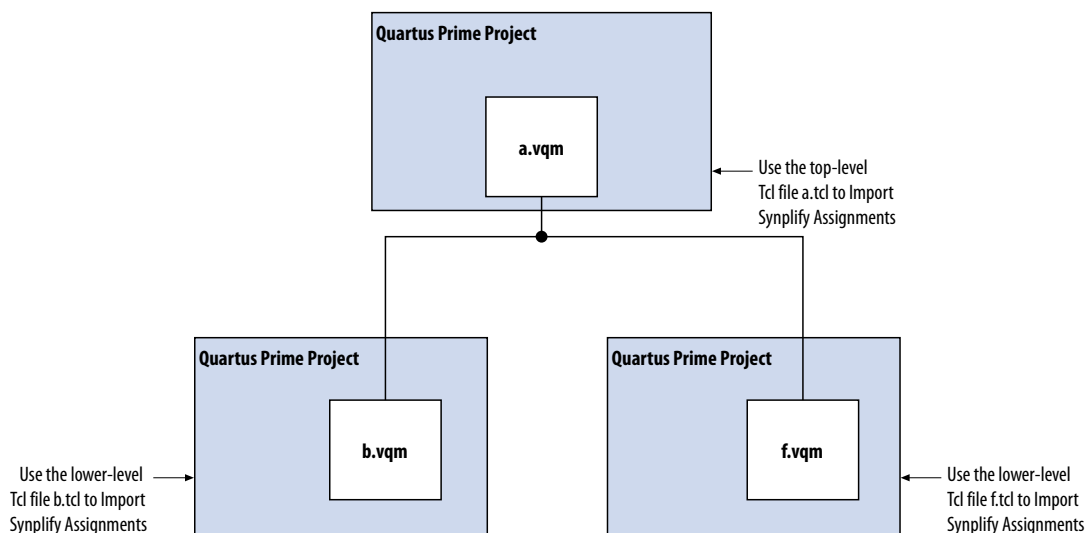 Quartus Prime Project
a.vqm
Use the top-level
Tcl file a.tcl to Import
Synplify Assignments
Quartus Prime Project
b.vqm
Use the lower-level
Tcl file b.tcl to Import
Synplify Assignments
Quartus Prime Project
f.vqm
Use the lower-level
Tcl file f.tcl to Import
Synplify Assignments